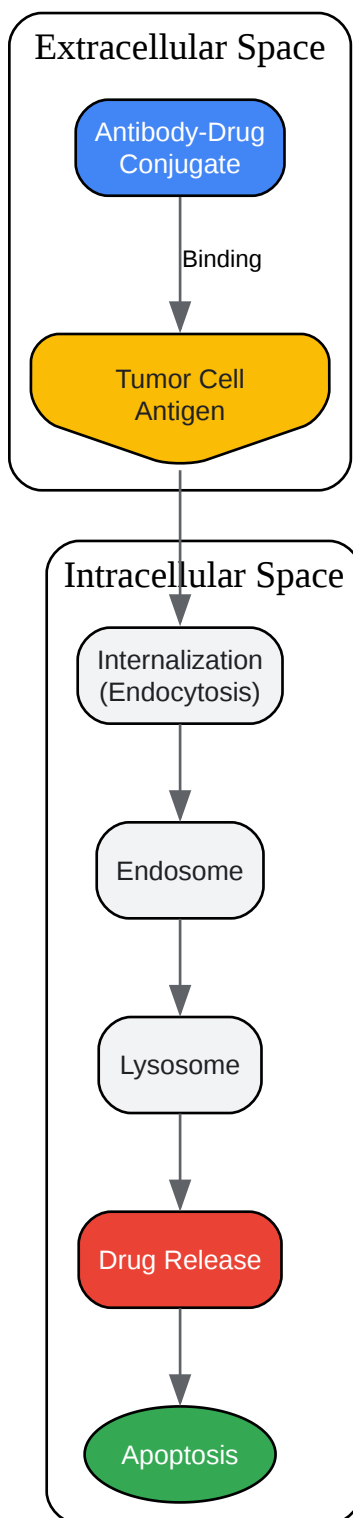 Extracellular Space
Antibody-Drug
Conjugate
Binding
Tumor Cell
Antigen
Intracellular Space
Internalization
(Endocytosis)
Endosome
Lysosome
Drug Release
Apoptosis